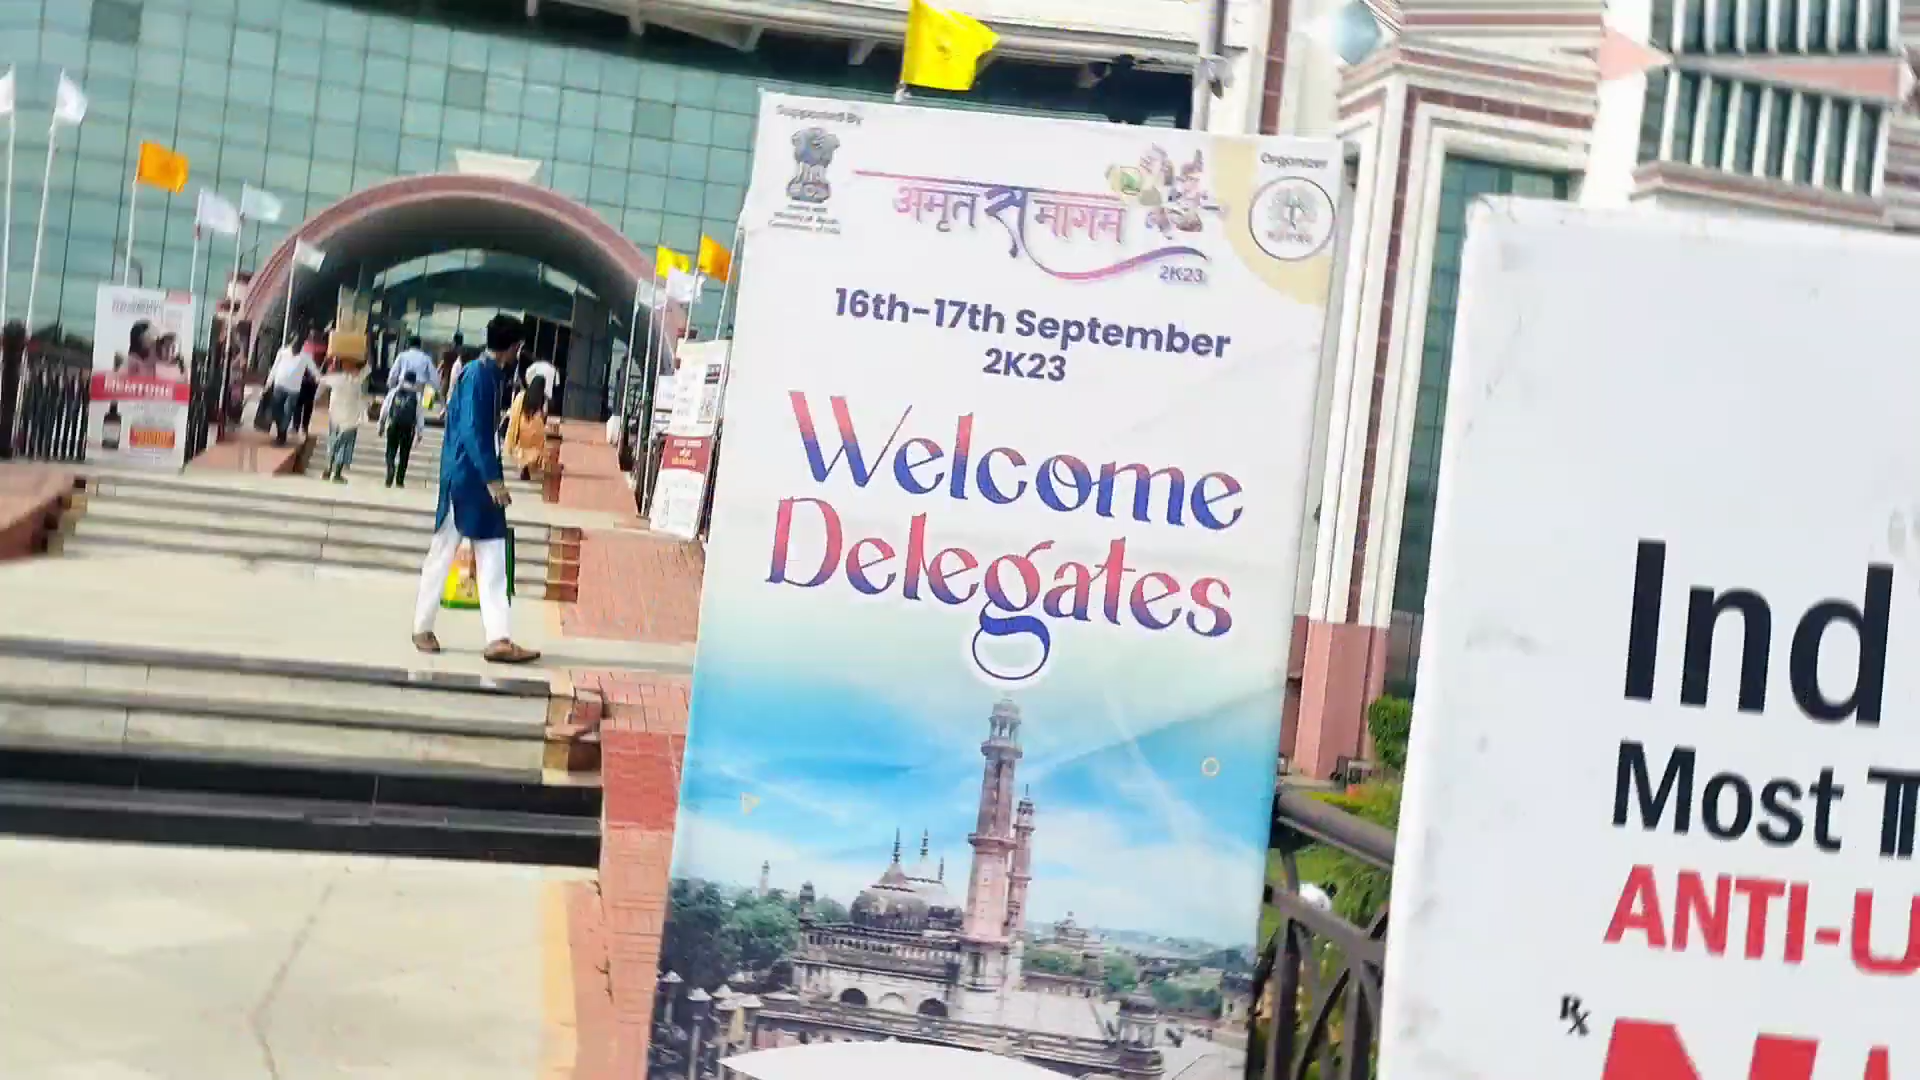 Supported By
अमृत समागम
2K23
Organizer
16th-17th September
2K23
Welcome
Delegates
Ind
Most
ANTI-U
Rx